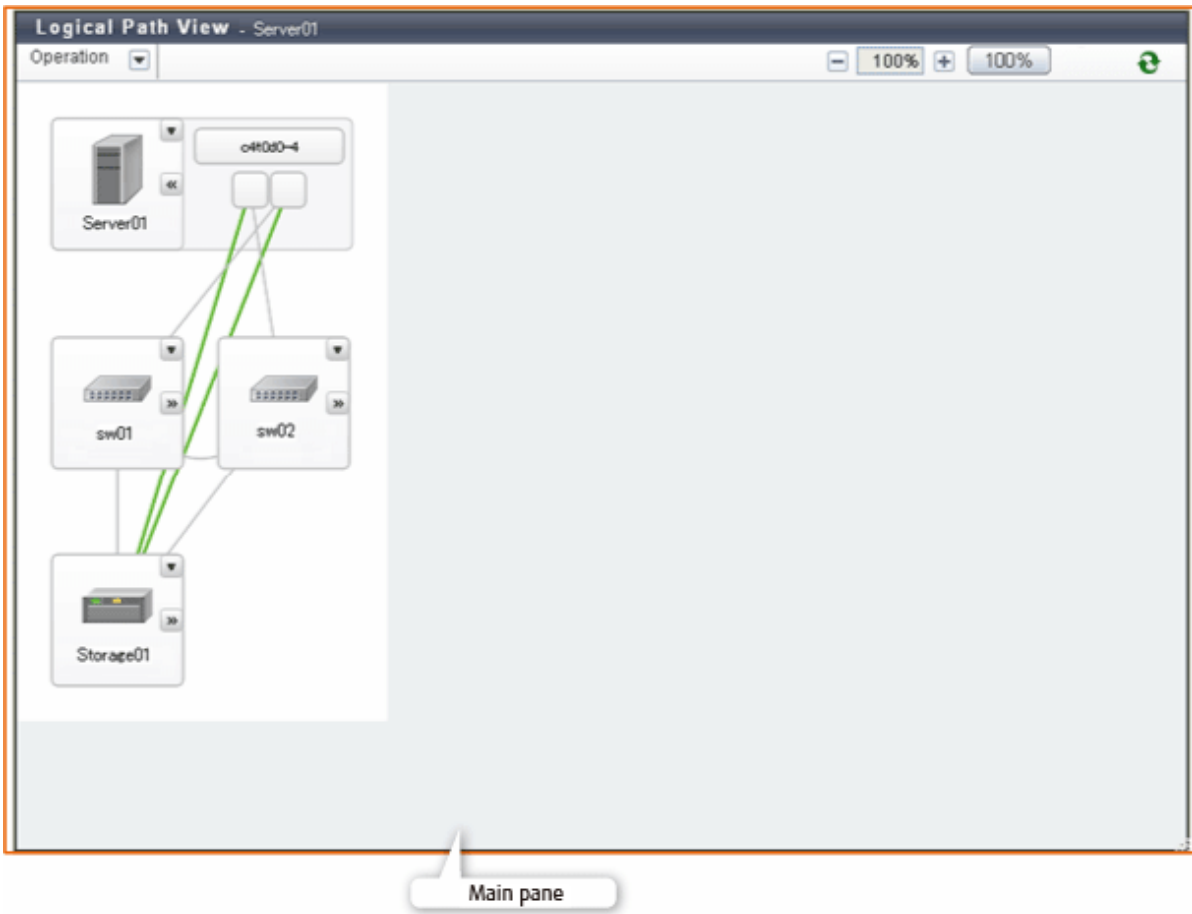 Logical Path View - Server01
Operation 100% 100%
c4t0d0-4
Server01
sw01 sw02
Storage01
Main pane